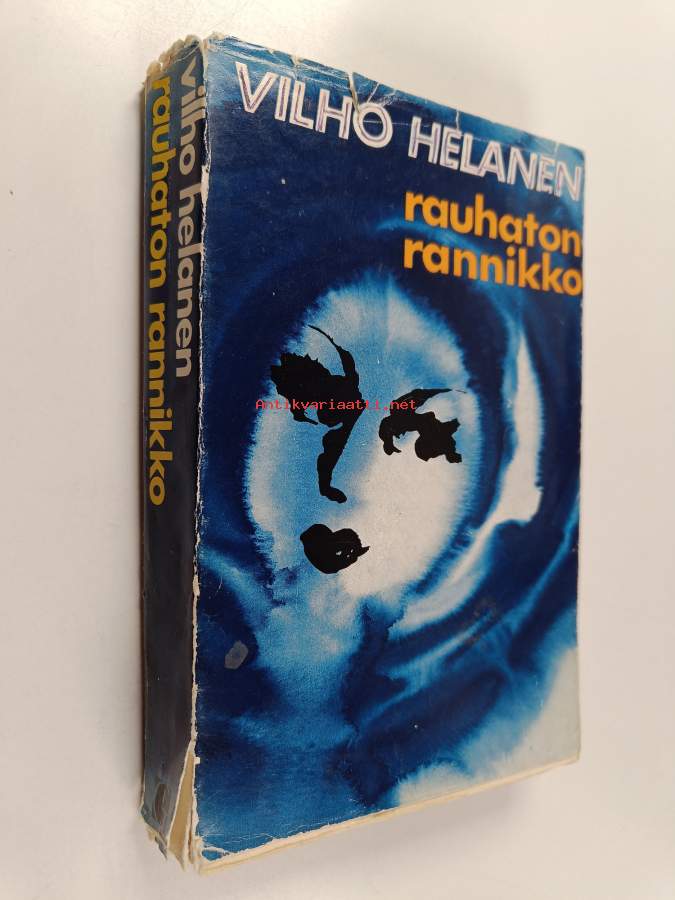 VILHO HELANEN
rauhaton
rannikko
vilho helanen
rauhaton rannikko
Antikvariaatti.net